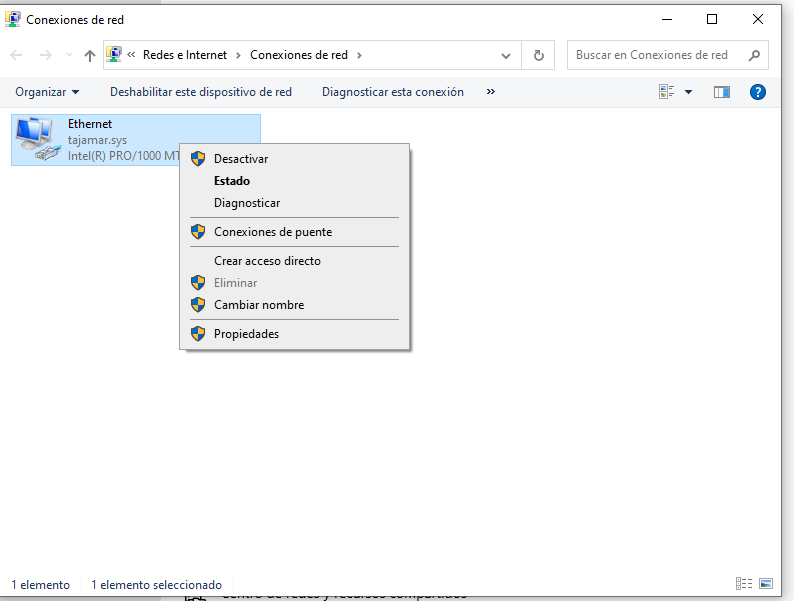 Conexiones de red
Redes e Internet
Conexiones de red
Buscar en Conexiones de red
Organizar
Deshabilitar este dispositivo de red
Diagnosticar esta conexión
Ethernet
tajamar.sys
Intel(R) PRO/1000 MT
Desactivar
Estado
Diagnosticar
Conexiones de puente
Crear acceso directo
Eliminar
Cambiar nombre
Propiedades
1 elemento
1 elemento seleccionado
Centro de redes y recursos compartidos